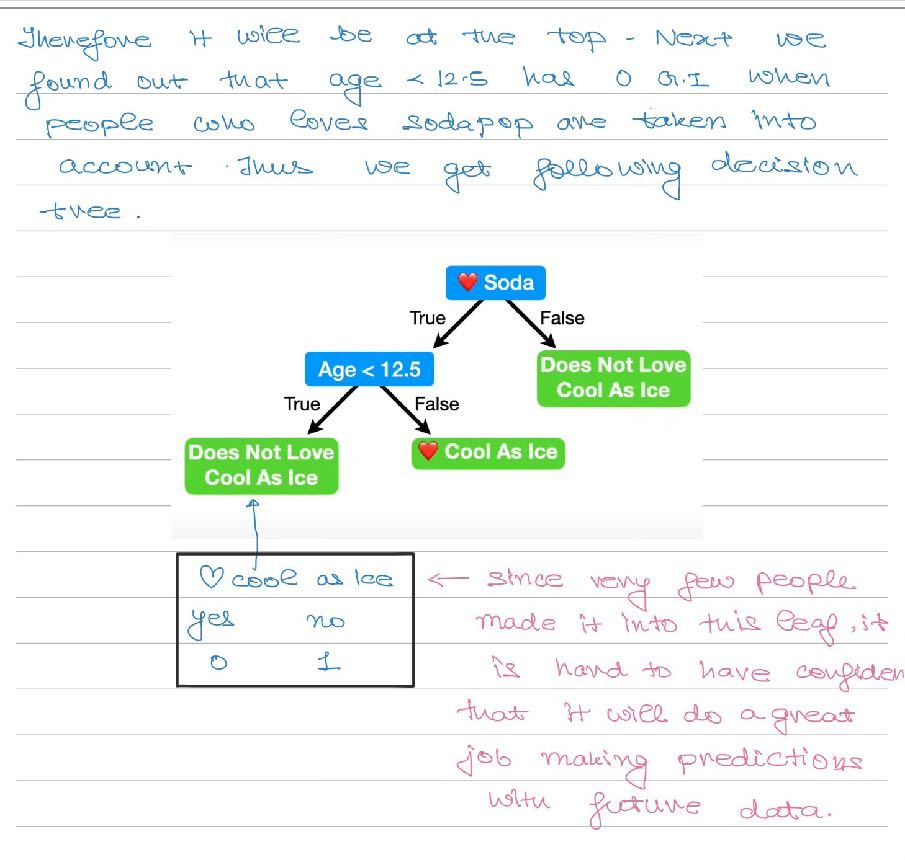 Therefore it will be at the top - Next we
found out that age < 12.5 has 0 G.I when
people who loves sodapop are taken into
account. Thus we get following decision
tree.
❤️ Soda
True False
Age < 12.5
Does Not Love
Cool As Ice
True False
Does Not Love
Cool As Ice
❤️ Cool As Ice
♡ cool as Ice
yes no
0 1
← since very few people
made it into this leaf, it
is hard to have confiden
that it will do a great
job making predictions
with future data.